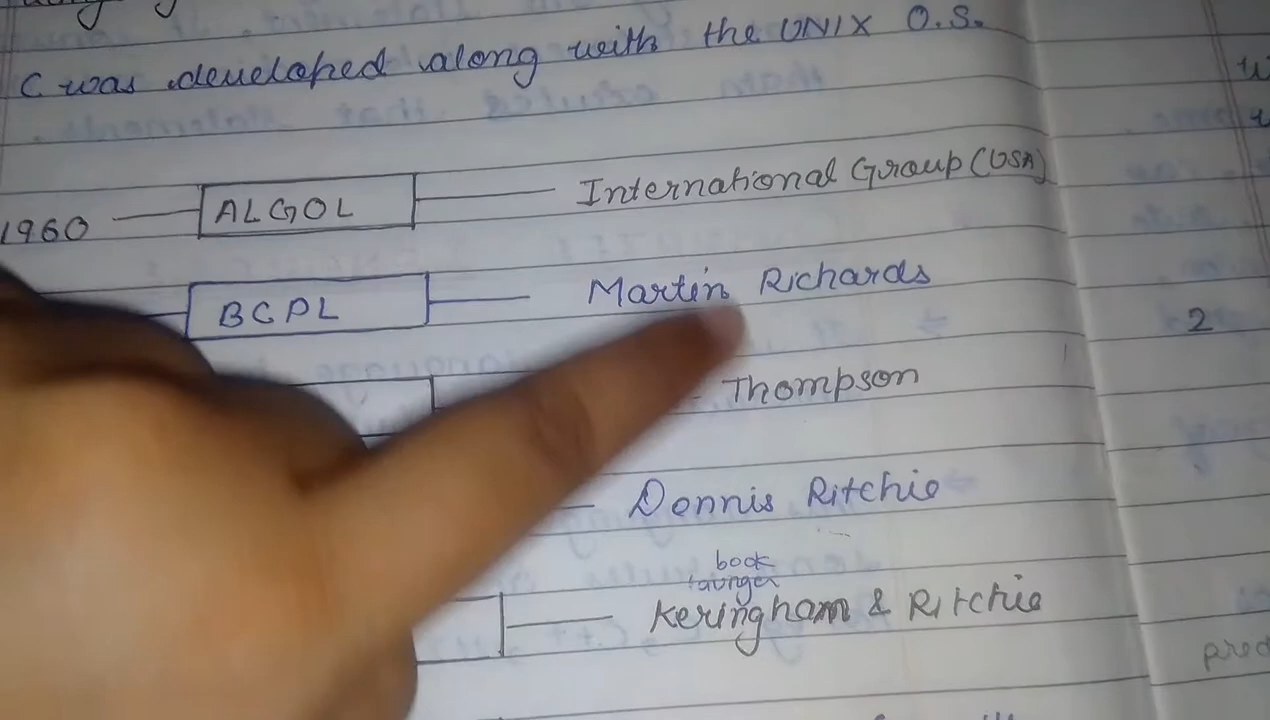 C was developed along with the UNIX O.S.
1960 ALGOL International Group (USA)
BCPL Martin Richards
2
Thompson
Dennis Ritchie
book
Keringham & Ritchie